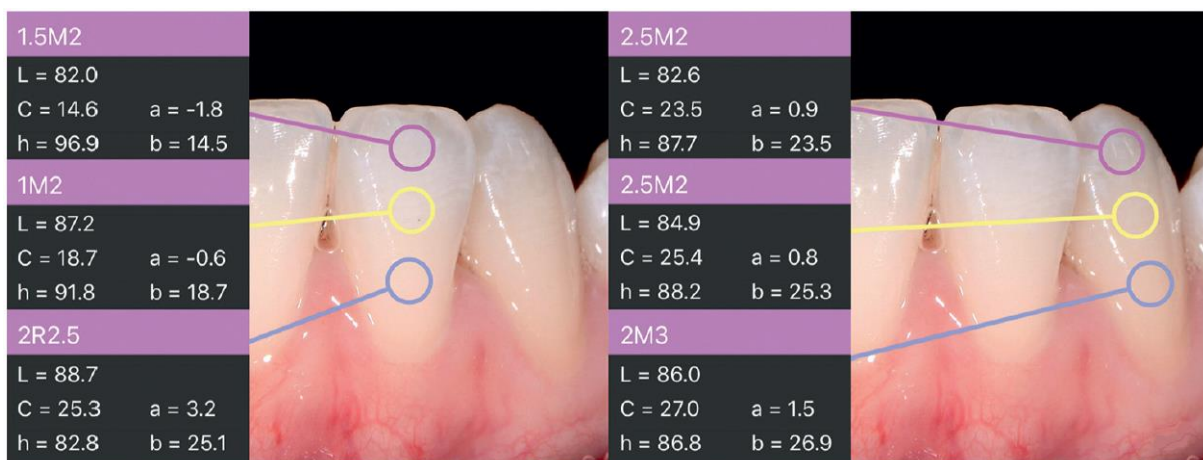 1.5M2
L = 82.0
C = 14.6 a = -1.8
h = 96.9 b = 14.5
1M2
L = 87.2
C = 18.7 a = -0.6
h = 91.8 b = 18.7
2R2.5
L = 88.7
C = 25.3 a = 3.2
h = 82.8 b = 25.1
2.5M2
L = 82.6
C = 23.5 a = 0.9
h = 87.7 b = 23.5
2.5M2
L = 84.9
C = 25.4 a = 0.8
h = 88.2 b = 25.3
2M3
L = 86.0
C = 27.0 a = 1.5
h = 86.8 b = 26.9